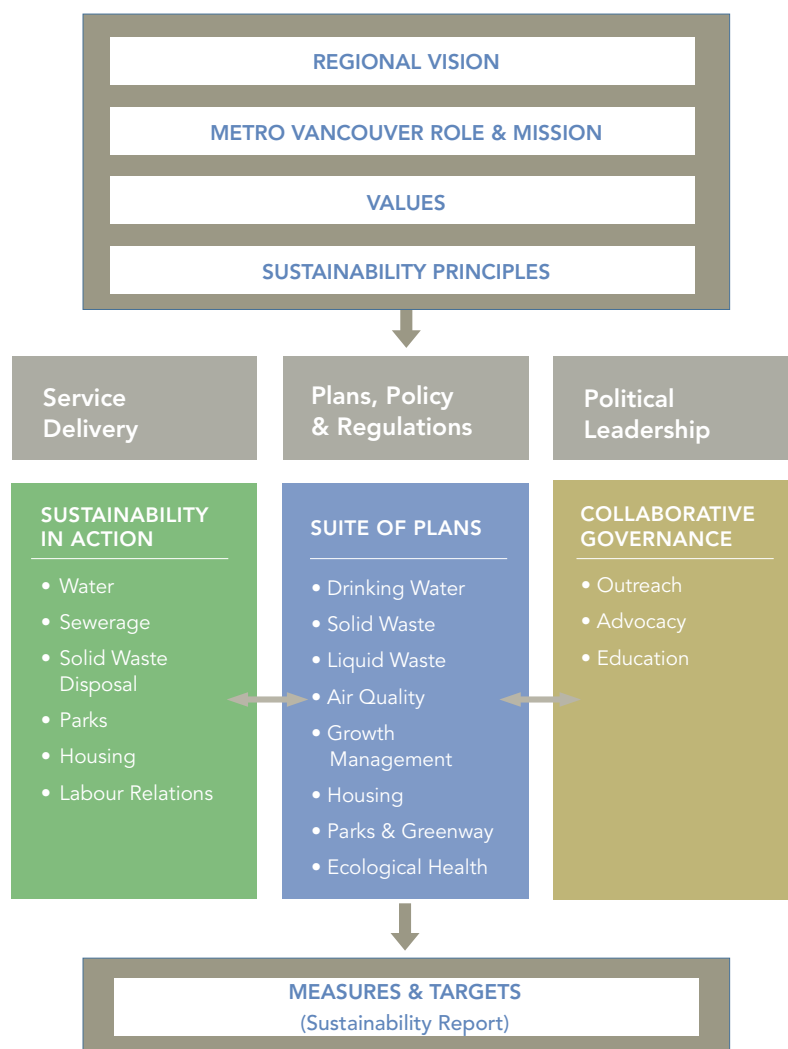 REGIONAL VISION
METRO VANCOUVER ROLE & MISSION
VALUES
SUSTAINABILITY PRINCIPLES
Service
Delivery
Plans, Policy
& Regulations
Political
Leadership
SUSTAINABILITY
IN ACTION
• Water
• Sewerage
• Solid Waste
Disposal
• Parks
• Housing
• Labour Relations
SUITE OF PLANS
• Drinking Water
• Solid Waste
• Liquid Waste
• Air Quality
• Growth
Management
• Housing
• Parks & Greenway
• Ecological Health
COLLABORATIVE
GOVERNANCE
• Outreach
• Advocacy
• Education
MEASURES & TARGETS
(Sustainability Report)